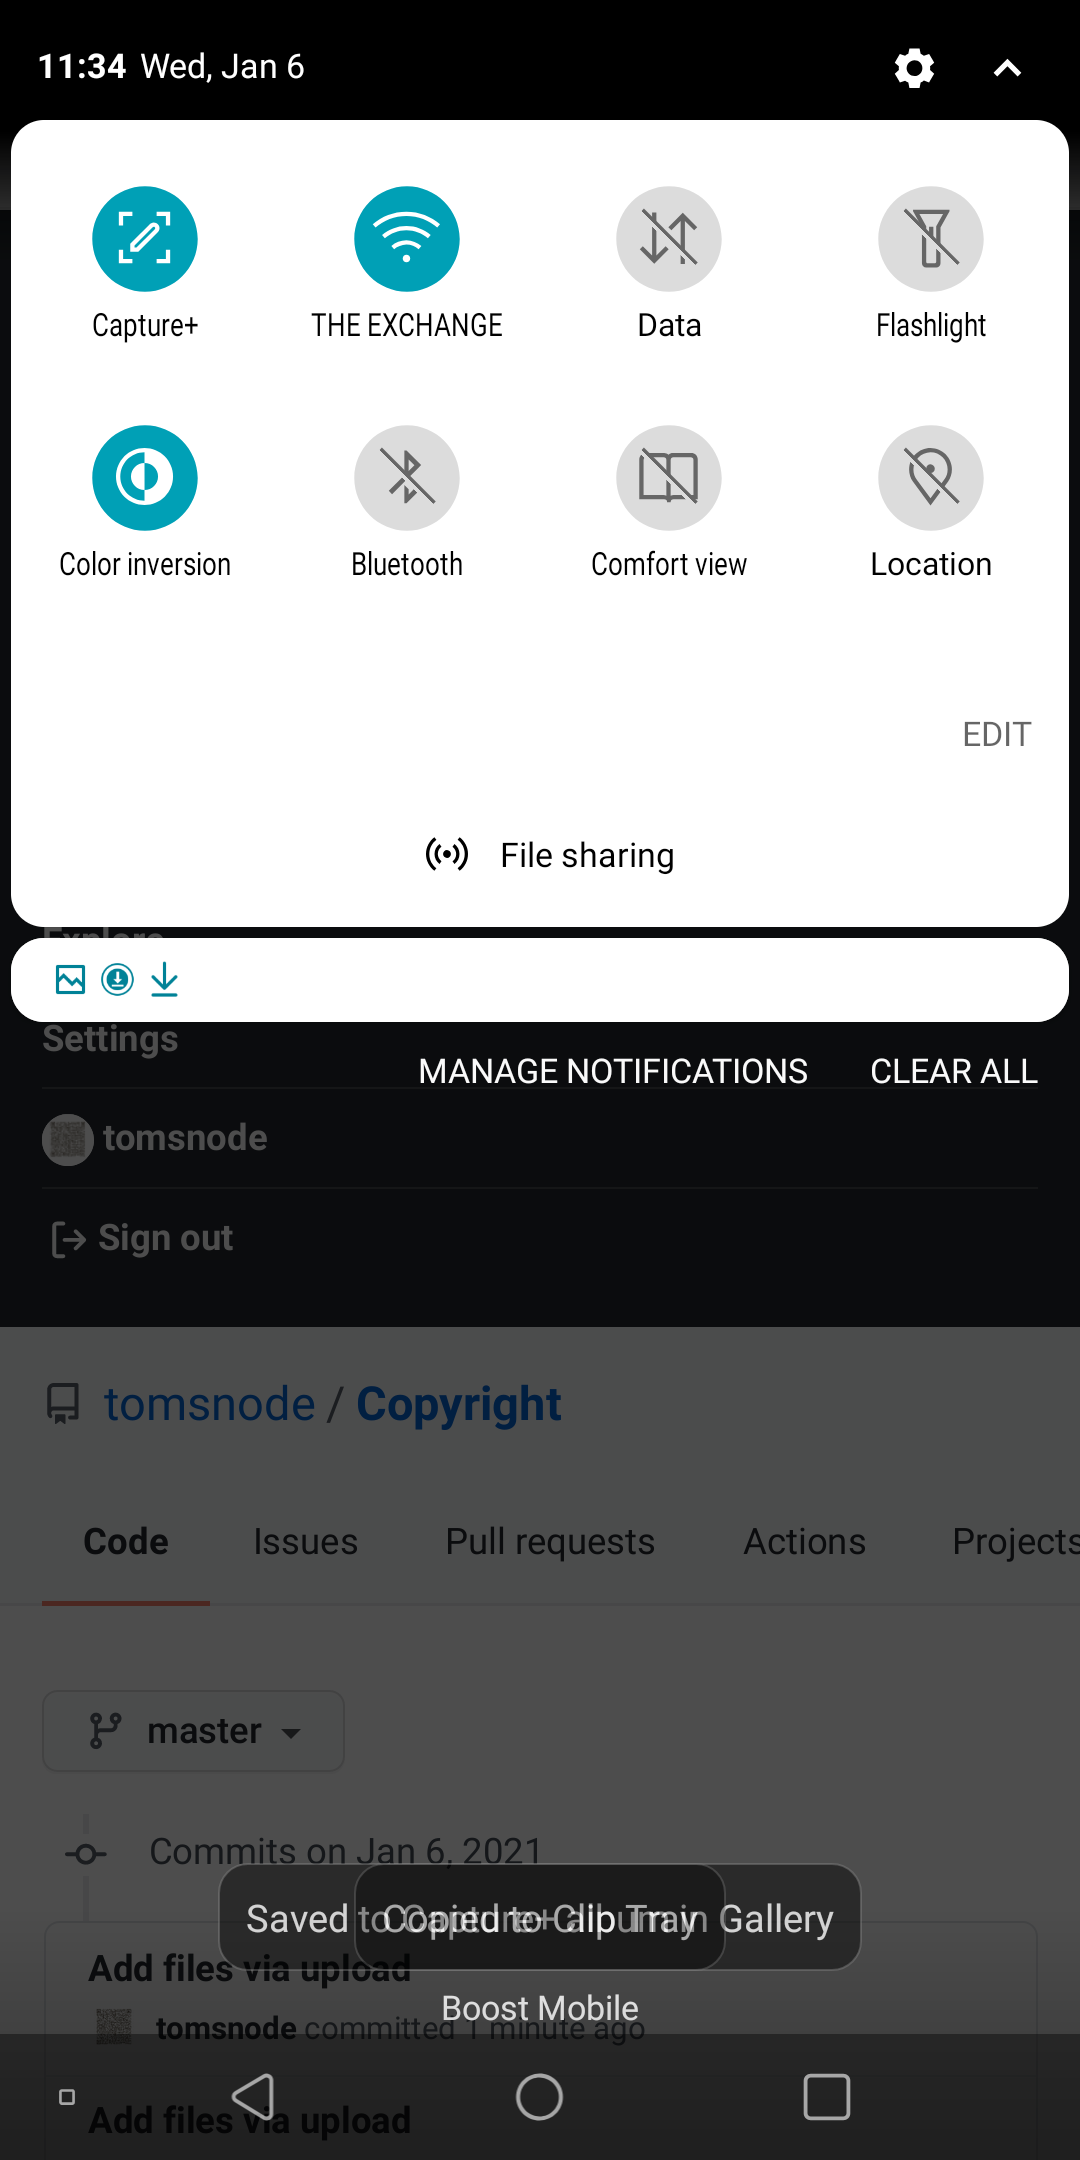 11:34 Wed, Jan 6
Capture+ THE EXCHANGE Data Flashlight
Color inversion Bluetooth Comfort view Location
EDIT
File sharing
Explore
Settings
MANAGE NOTIFICATIONS CLEAR ALL
tomsnode
Sign out
tomsnode / Copyright
Code Issues Pull requests Actions Projects
master
Commits on Jan 6, 2021
Saved to Capture+ album in Gallery
Copied to Clip Tray
Add files via upload
Boost Mobile
tomsnode committed 1 minute ago
Add files via upload